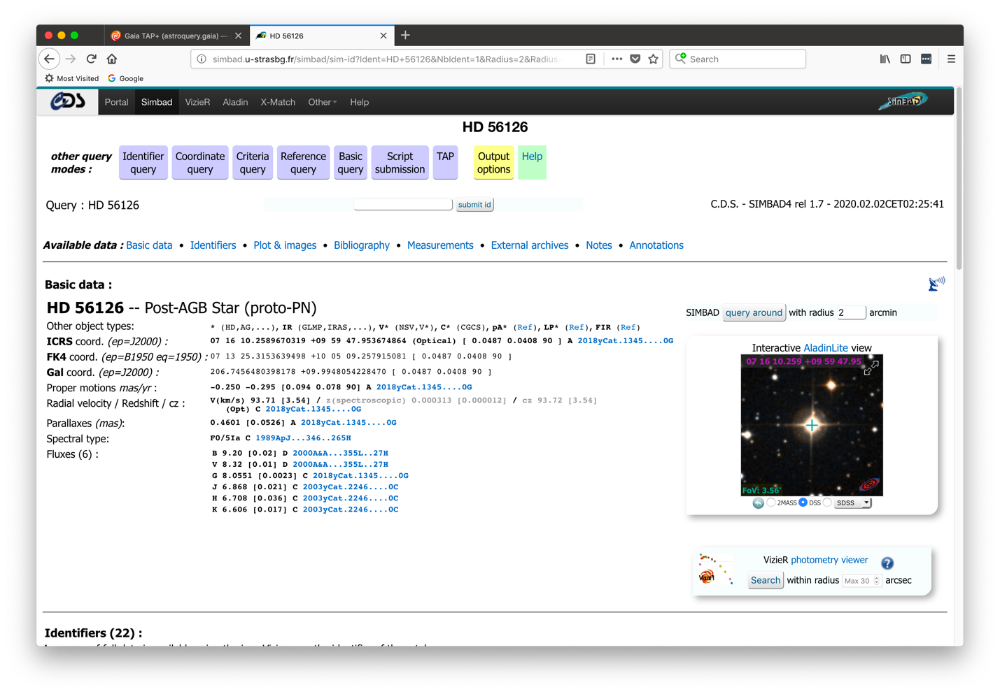 Gaia TAP+ (astroquery.gaia) —
HD 56126
simbad.u-strasbg.fr/simbad/sim-id?Ident=HD+56126&NbIdent=1&Radius=2&Radius.
Search
Most Visited
Google
CDS
Portal
Simbad
VizieR
Aladin
X-Match
Other
Help
SIMBAD
HD 56126
other query modes :
Identifier query
Coordinate query
Criteria query
Reference query
Basic query
Script submission
TAP
Output options
Help
Query : HD 56126
submit id
C.D.S. - SIMBAD4 rel 1.7 - 2020.02.02CET02:25:41
Available data : Basic data • Identifiers • Plot & images • Bibliography • Measurements • External archives • Notes • Annotations
Basic data :
HD 56126 -- Post-AGB Star (proto-PN)
Other object types: * (HD,AG,...), IR (GLMP,IRAS,...), V* (NSV,V*), C* (CGCS), pA* (Ref), LP* (Ref), FIR (Ref)
ICRS coord. (ep=J2000) : 07 16 10.2589670319 +09 59 47.953674864 (Optical) [ 0.0487 0.0408 90 ] A 2018yCat.1345....0G
FK4 coord. (ep=B1950 eq=1950) : 07 13 25.3153639498 +10 05 09.257915081 [ 0.0487 0.0408 90 ]
Gal coord. (ep=J2000) : 206.7456480398178 +09.9948054228470 [ 0.0487 0.0408 90 ]
Proper motions mas/yr : -0.250 -0.295 [0.094 0.078 90] A 2018yCat.1345....0G
Radial velocity / Redshift / cz : V(km/s) 93.71 [3.54] / z(spectroscopic) 0.000313 [0.000012] / cz 93.72 [3.54]
(Opt) C 2018yCat.1345....0G
Parallaxes (mas): 0.4601 [0.0526] A 2018yCat.1345....0G
Spectral type: F0/5Ia C 1989ApJ...346..265H
Fluxes (6) : B 9.20 [0.02] D 2000A&A...355L..27H
V 8.32 [0.01] D 2000A&A...355L..27H
G 8.0551 [0.0023] C 2018yCat.1345....0G
J 6.868 [0.021] C 2003yCat.2246....0C
H 6.708 [0.036] C 2003yCat.2246....0C
K 6.606 [0.017] C 2003yCat.2246....0C
SIMBAD query around with radius 2 arcmin
Interactive AladinLite view
07 16 10.259 +09 59 47.95
FoV: 3.56'
2MASS DSS SDSS
VizieR photometry viewer
?
VizieR
Search within radius Max 30 arcsec
Identifiers (22) :